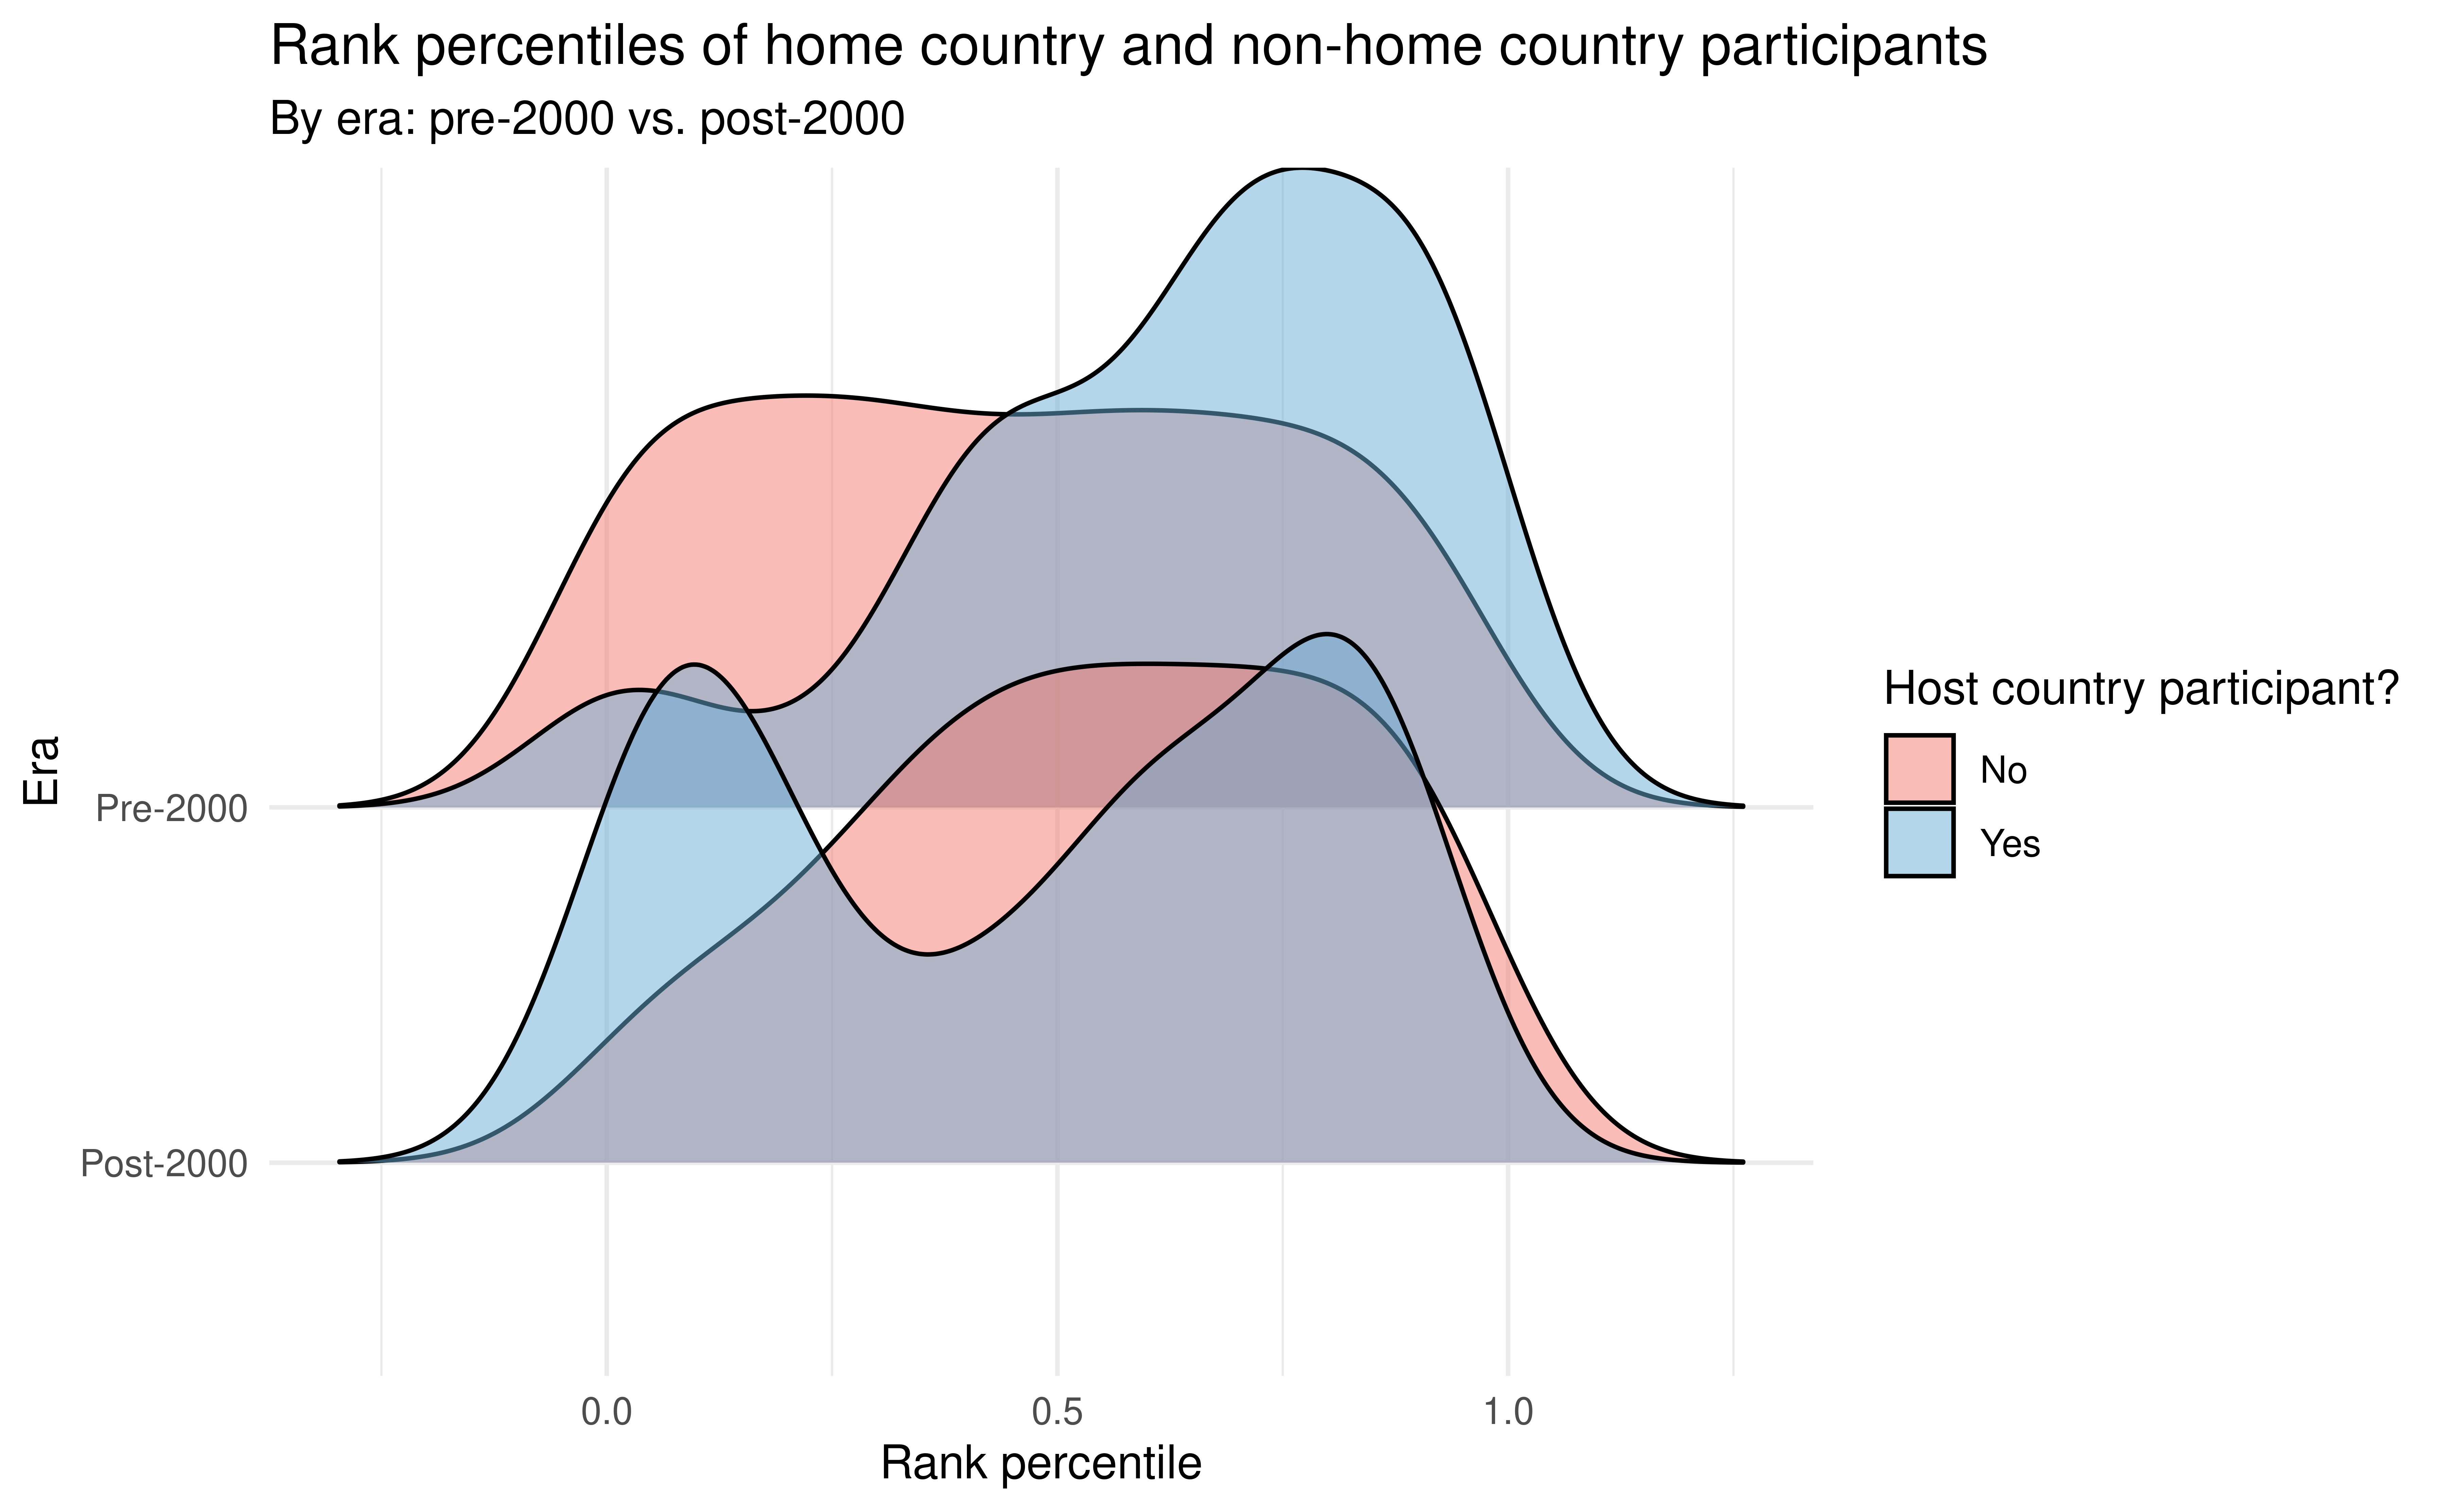 Rank percentiles of home country and non-home country participants
By era: pre-2000 vs. post-2000
Era
Pre-2000
Post-2000
0.0
0.5
1.0
Rank percentile
Host country participant?
No
Yes